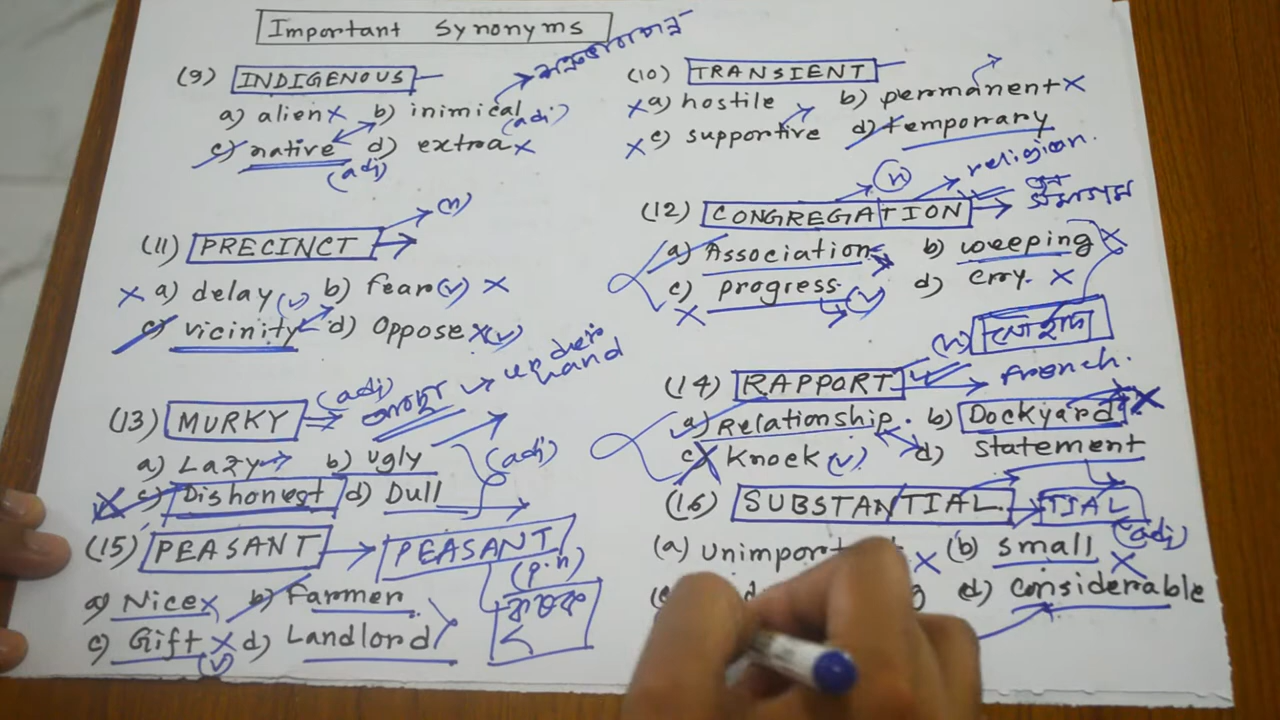 Important Synonyms
(9) INDIGENOUS
a) alien b) inimical
(adj)
c) native d) extra
(adj)
(10) TRANSIENT
a) hostile b) permanent
c) supportive d) temporary
(11) PRECINCT (n)
a) delay (v) b) fear (v)
c) vicinity d) Oppose (v)
(12) CONGREGATION (n) religion.
a) Association b) weeping
c) progress (v) d) cry.
(13) MURKY (adj) under hand
a) Lazy b) ugly (adj)
c) Dishonest d) Dull
(14) RAPPORT (n) French.
a) Relationship. b) Dockyard
c) Knock (v) d) Statement
(15) PEASANT PEASANT
(p.n)
a) Nice b) Farmer
c) Gift d) Landlord
(v)
(16) SUBSTANTIAL TIAL
(adj)
(a) (b) small
d) considerable